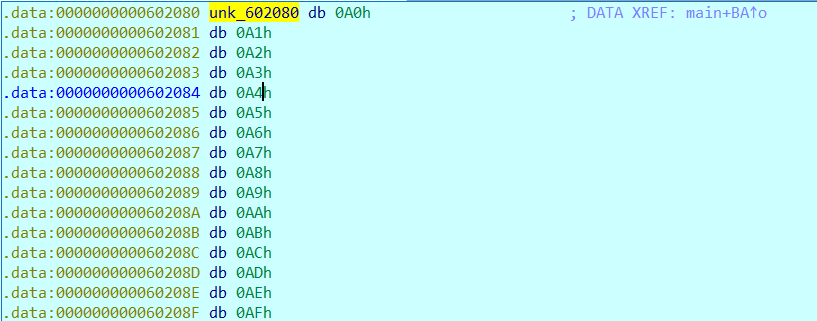 .data:0000000000602080 unk_602080 db 0A0h ; DATA XREF: main+BA↑o
.data:0000000000602081 db 0A1h
.data:0000000000602082 db 0A2h
.data:0000000000602083 db 0A3h
.data:0000000000602084 db 0A4h
.data:0000000000602085 db 0A5h
.data:0000000000602086 db 0A6h
.data:0000000000602087 db 0A7h
.data:0000000000602088 db 0A8h
.data:0000000000602089 db 0A9h
.data:000000000060208A db 0AAh
.data:000000000060208B db 0ABh
.data:000000000060208C db 0ACh
.data:000000000060208D db 0ADh
.data:000000000060208E db 0AEh
.data:000000000060208F db 0AFh